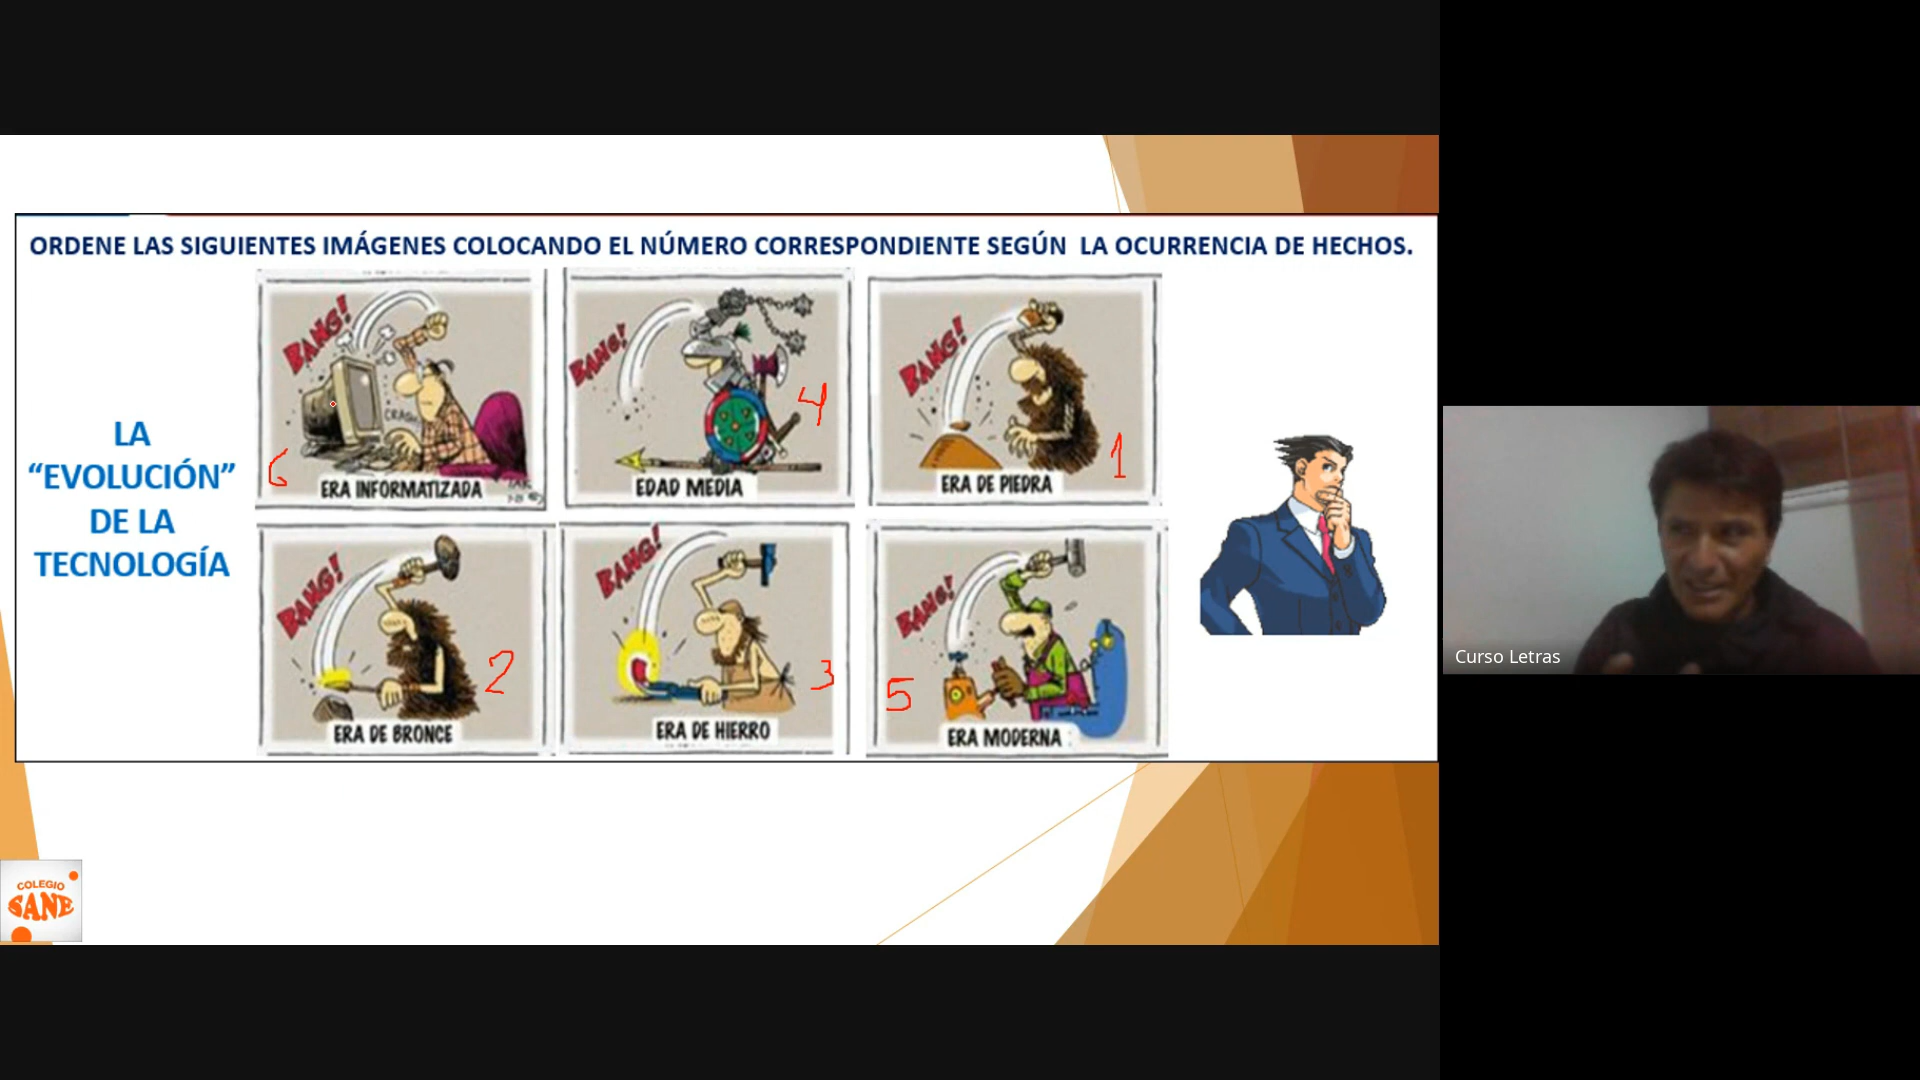 ORDENE LAS SIGUIENTES IMÁGENES COLOCANDO EL NÚMERO CORRESPONDIENTE SEGÚN LA OCURRENCIA DE HECHOS.
LA
“EVOLUCIÓN”
DE LA
TECNOLOGÍA
BANG!
CRASH
6
ERA INFORMATIZADA
BANG!
4
EDAD MEDIA
BANG!
1
ERA DE PIEDRA
BANG!
2
ERA DE BRONCE
BANG!
3
ERA DE HIERRO
BANG!
5
ERA MODERNA
Curso Letras
COLEGIO
SANE